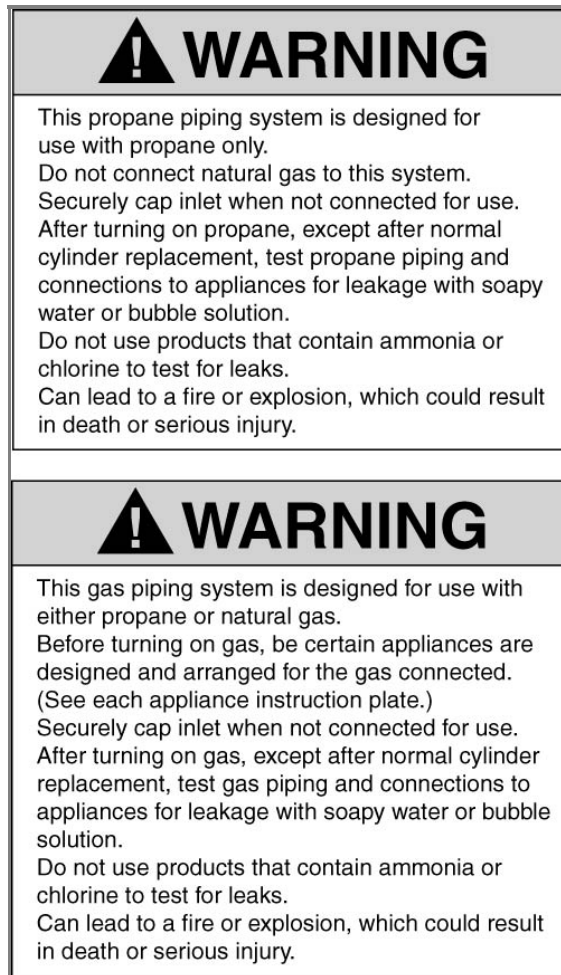 WARNING
This propane piping system is designed for
use with propane only.
Do not connect natural gas to this system.
Securely cap inlet when not connected for use.
After turning on propane, except after normal
cylinder replacement, test propane piping and
connections to appliances for leakage with soapy
water or bubble solution.
Do not use products that contain ammonia or
chlorine to test for leaks.
Can lead to a fire or explosion, which could result
in death or serious injury.
WARNING
This gas piping system is designed for use with
either propane or natural gas.
Before turning on gas, be certain appliances are
designed and arranged for the gas connected.
(See each appliance instruction plate.)
Securely cap inlet when not connected for use.
After turning on gas, except after normal cylinder
replacement, test gas piping and connections to
appliances for leakage with soapy water or bubble
solution.
Do not use products that contain ammonia or
chlorine to test for leaks.
Can lead to a fire or explosion, which could result
in death or serious injury.